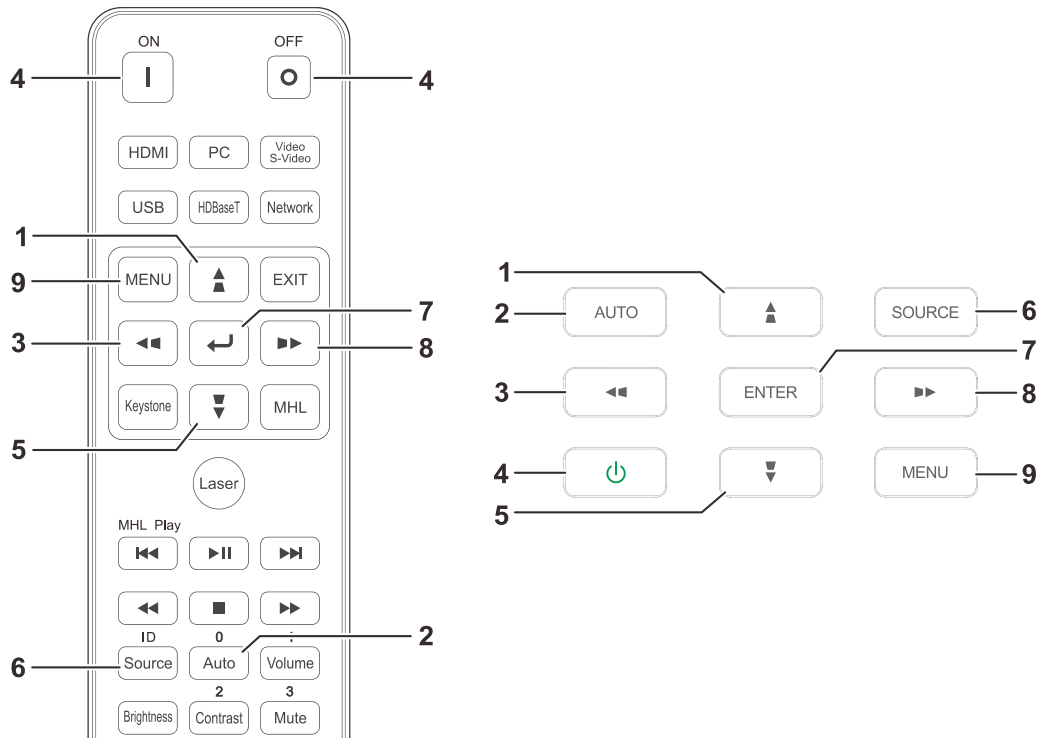 ON OFF
4 4
HDMI PC Video S-Video
USB HDBaseT Network
1
9 MENU EXIT
7
3 8
Keystone MHL
5
Laser
MHL Play
ID 0
2
6 Source Auto Volume
2 3
Brightness Contrast Mute
1
2 AUTO SOURCE 6
7
3 ENTER 8
4 MENU 9
5